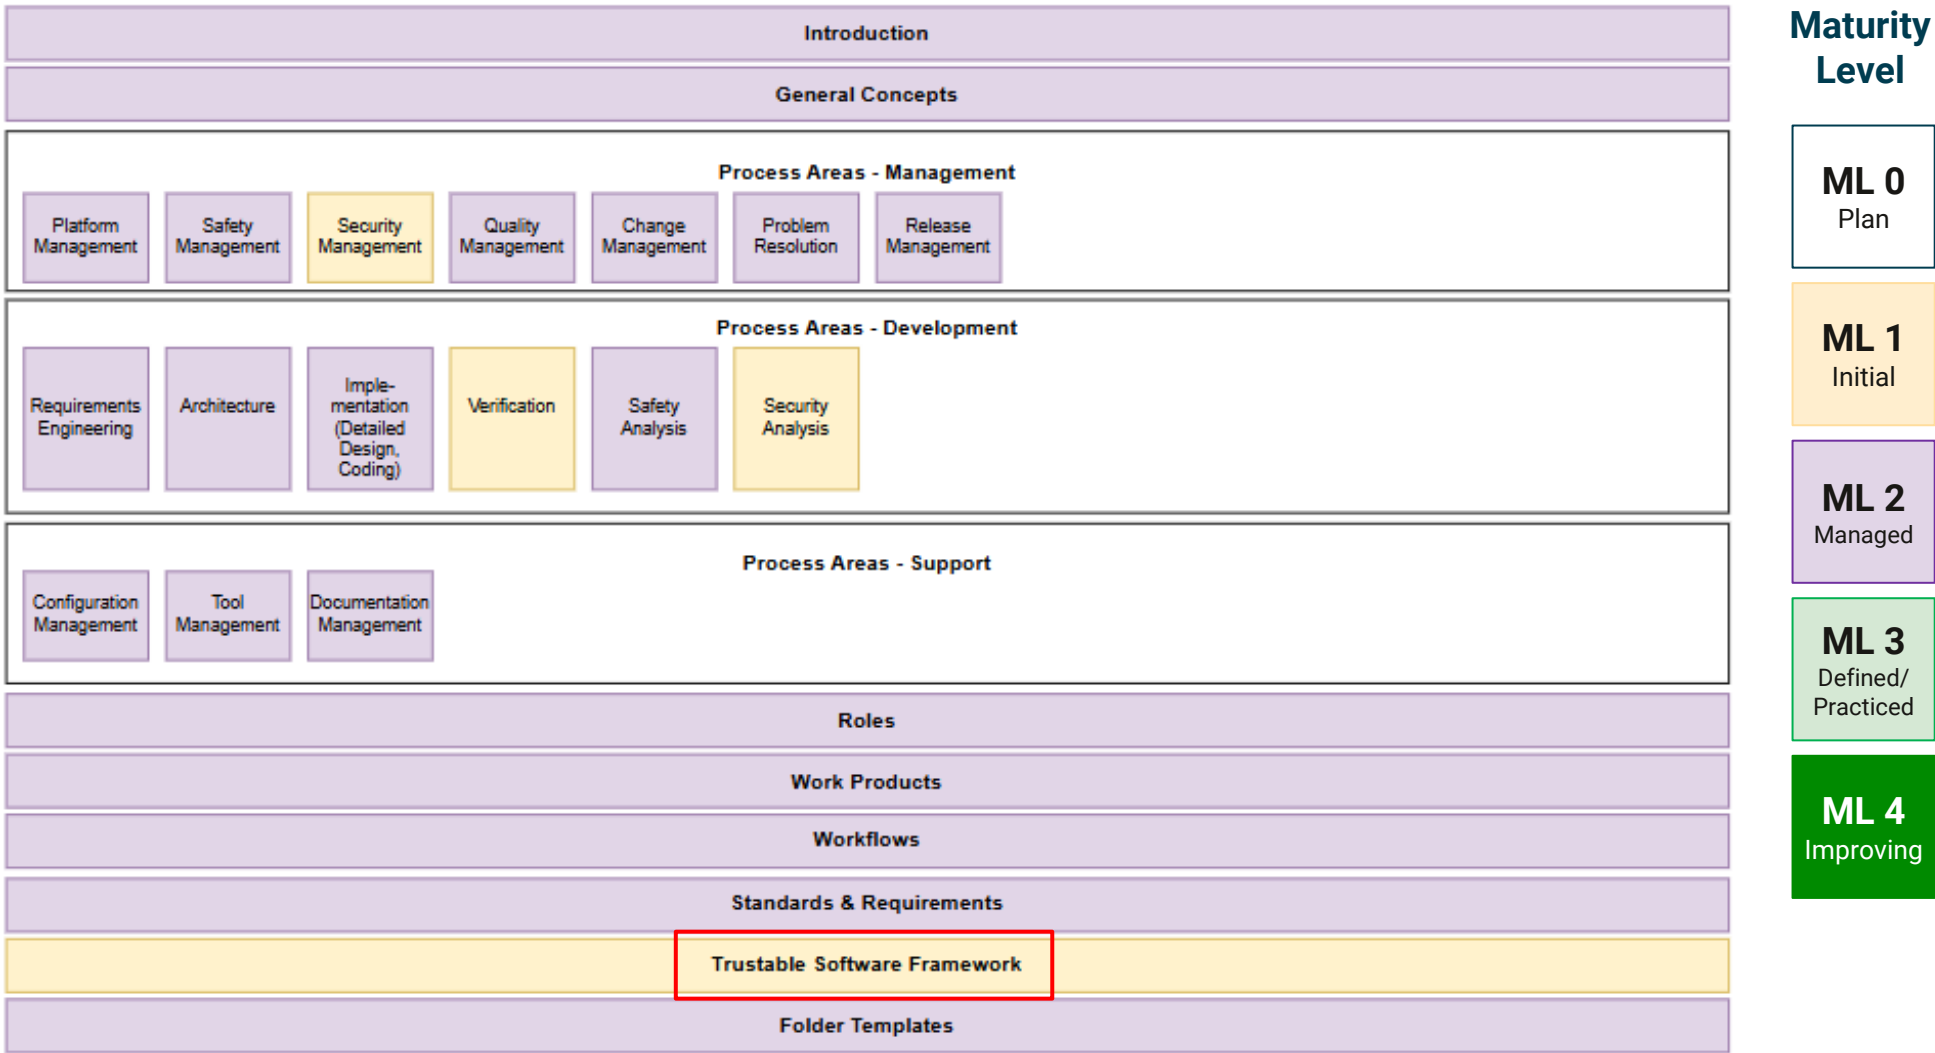 Introduction
General Concepts
Process Areas - Management
Platform
Management
Safety
Management
Security
Management
Quality
Management
Change
Management
Problem
Resolution
Release
Management
Process Areas - Development
Requirements
Engineering
Architecture
Imple-
mentation
(Detailed
Design,
Coding)
Verification
Safety
Analysis
Security
Analysis
Process Areas - Support
Configuration
Management
Tool
Management
Documentation
Management
Roles
Work Products
Workflows
Standards & Requirements
Trustable Software Framework
Folder Templates
Maturity
Level
ML 0
Plan
ML 1
Initial
ML 2
Managed
ML 3
Defined/
Practiced
ML 4
Improving